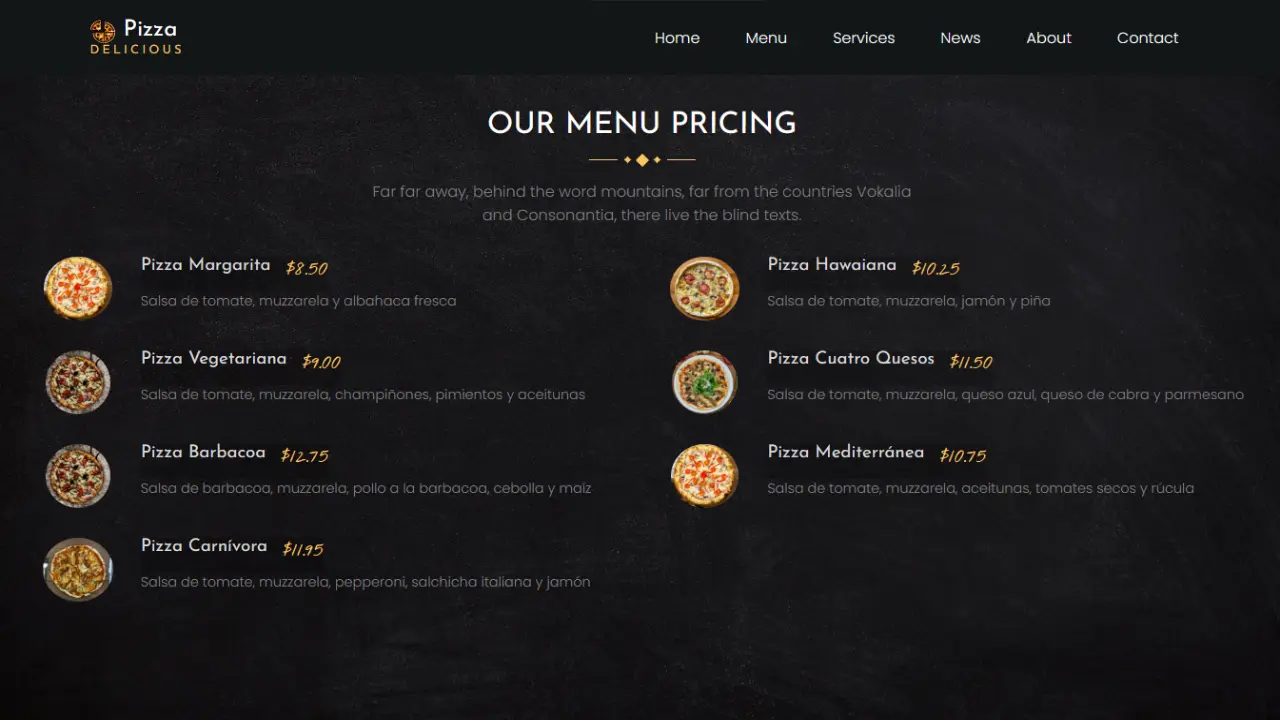 Pizza
DELICIOUS
Home Menu Services News About Contact
OUR MENU PRICING
Far far away, behind the word mountains, far from the countries Vokalia
and Consonantia, there live the blind texts.
Pizza Margarita $8.50
Salsa de tomate, muzzarela y albahaca fresca
Pizza Vegetariana $9.00
Salsa de tomate, muzzarela, champiñones, pimientos y aceitunas
Pizza Barbacoa $12.75
Salsa de barbacoa, muzzarela, pollo a la barbacoa, cebolla y maíz
Pizza Carnívora $11.95
Salsa de tomate, muzzarela, pepperoni, salchicha italiana y jamón
Pizza Hawaiana $10.25
Salsa de tomate, muzzarela, jamón y piña
Pizza Cuatro Quesos $11.50
Salsa de tomate, muzzarela, queso azul, queso de cabra y parmesano
Pizza Mediterránea $10.75
Salsa de tomate, muzzarela, aceitunas, tomates secos y rúcula